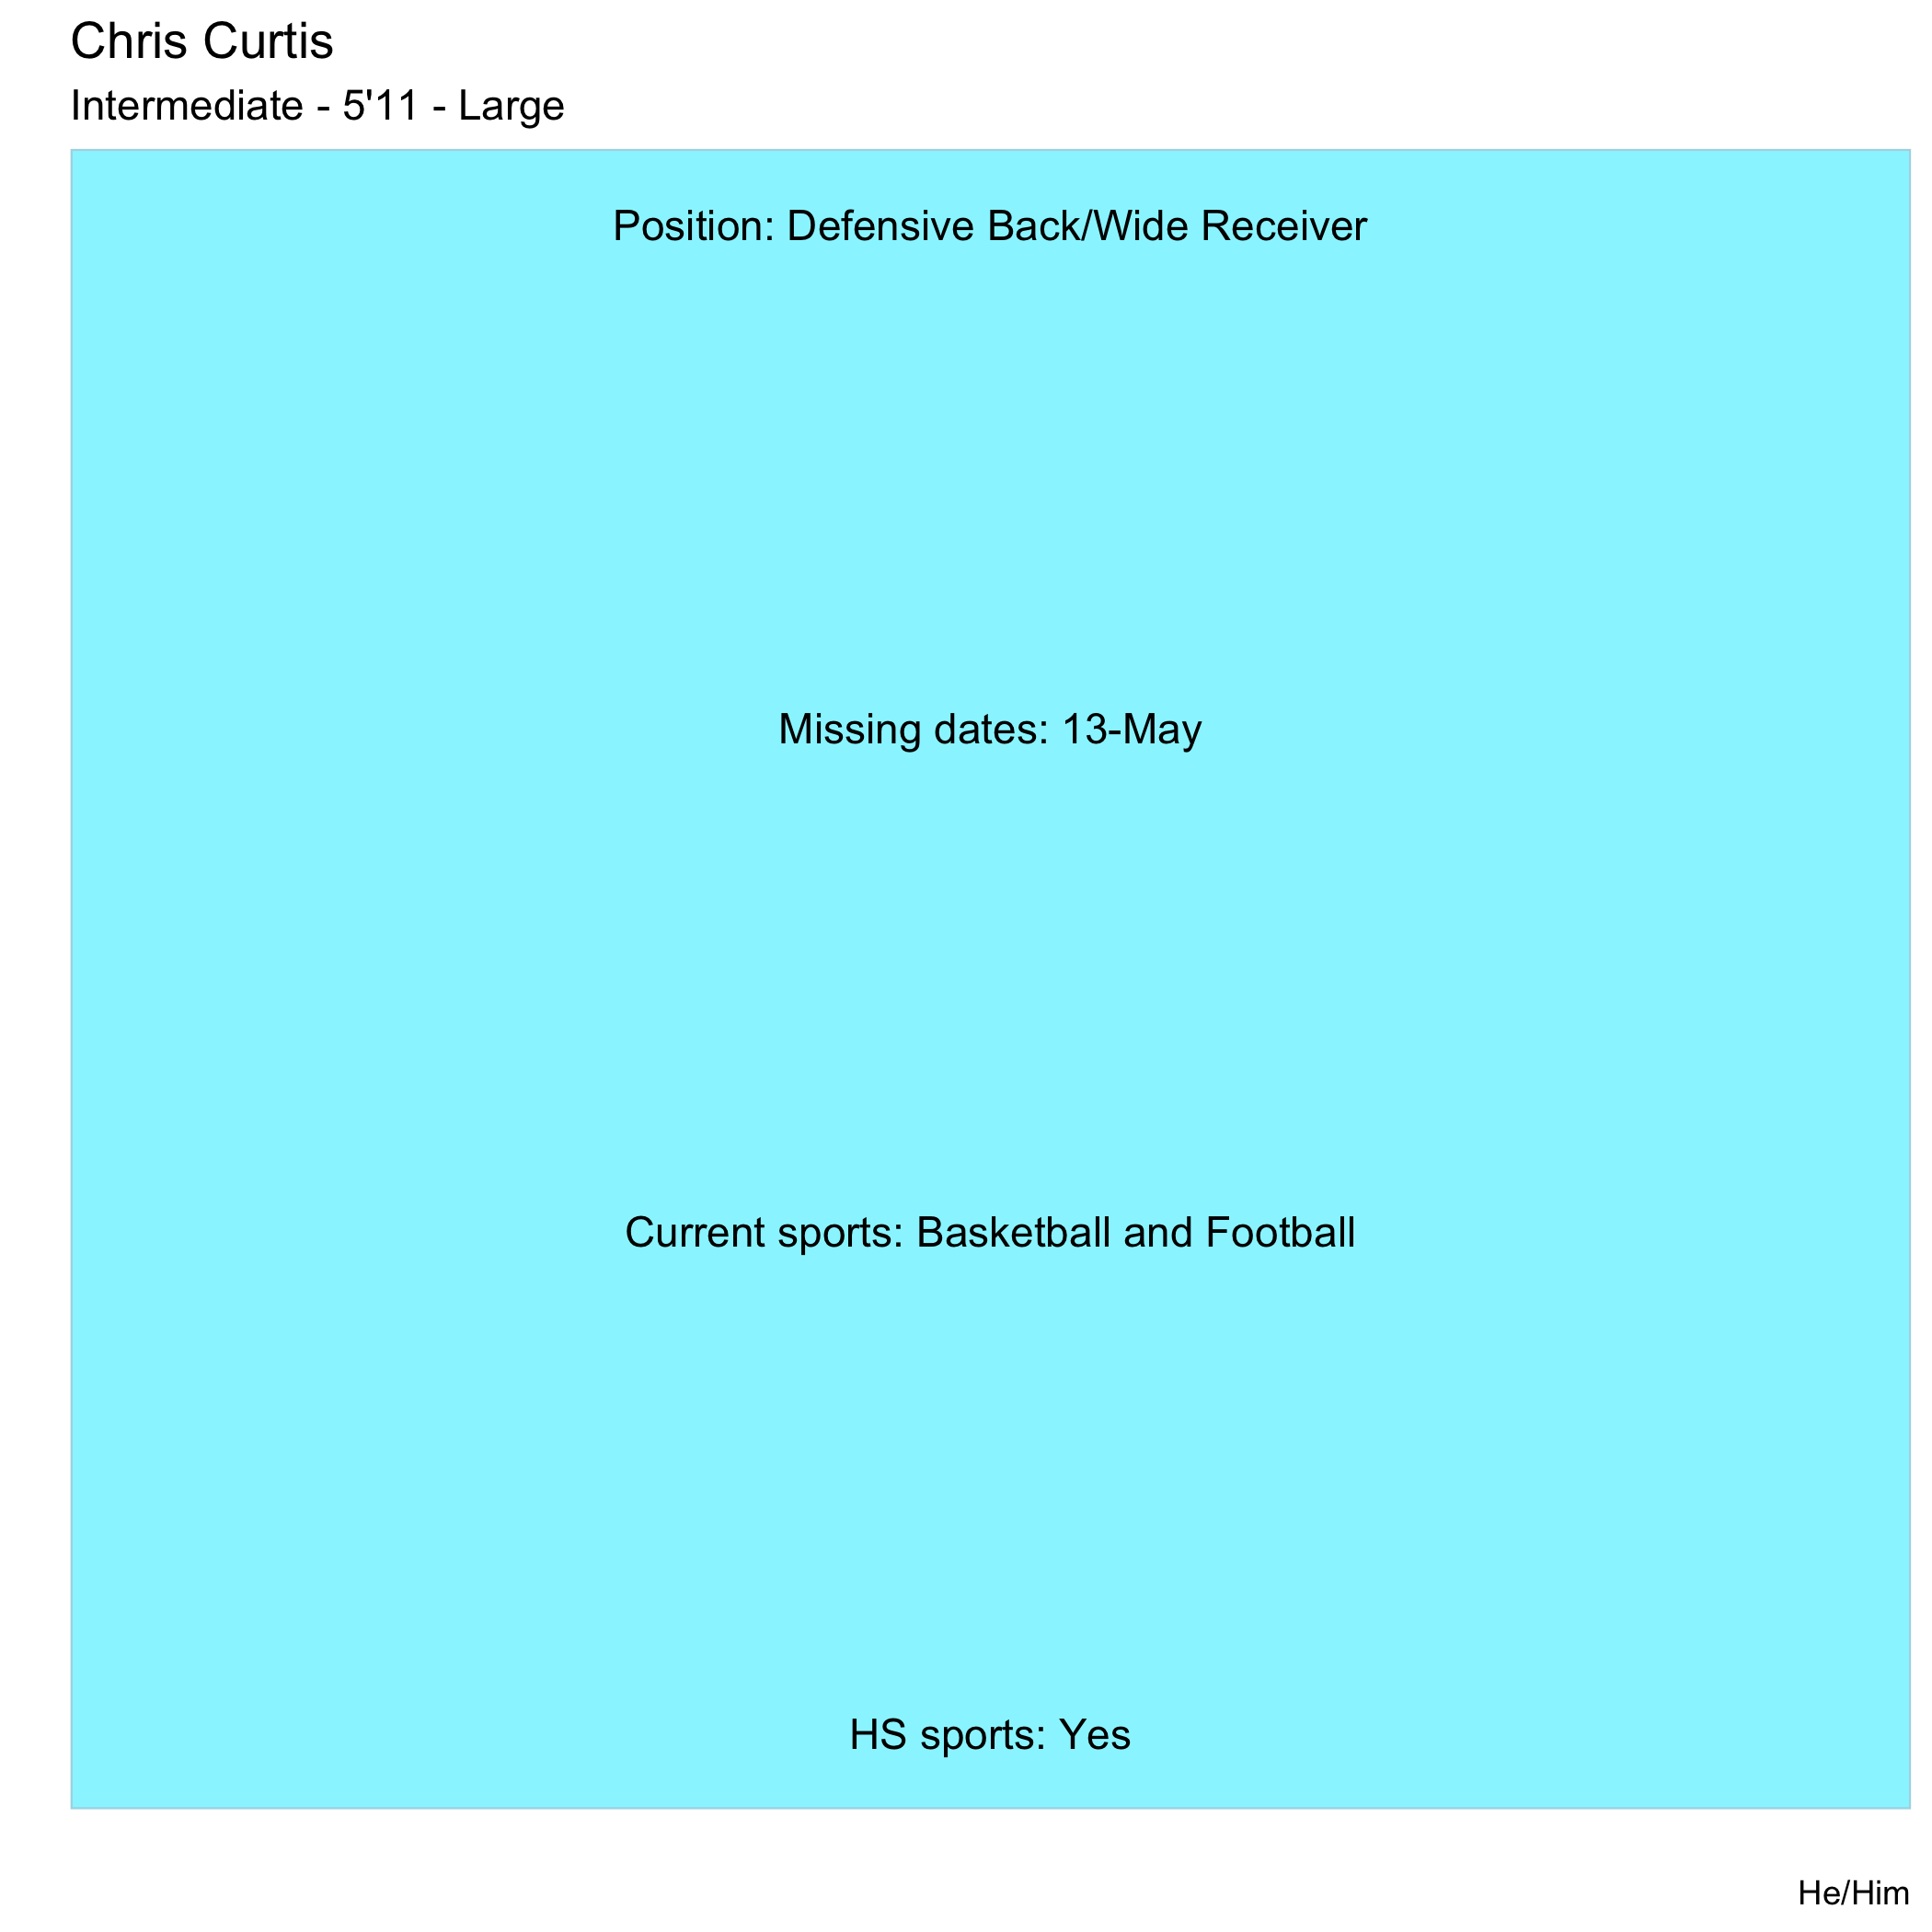 Chris Curtis
Intermediate - 5'11 - Large
Position: Defensive Back/Wide Receiver
Missing dates: 13-May
Current sports: Basketball and Football
HS sports: Yes
He/Him